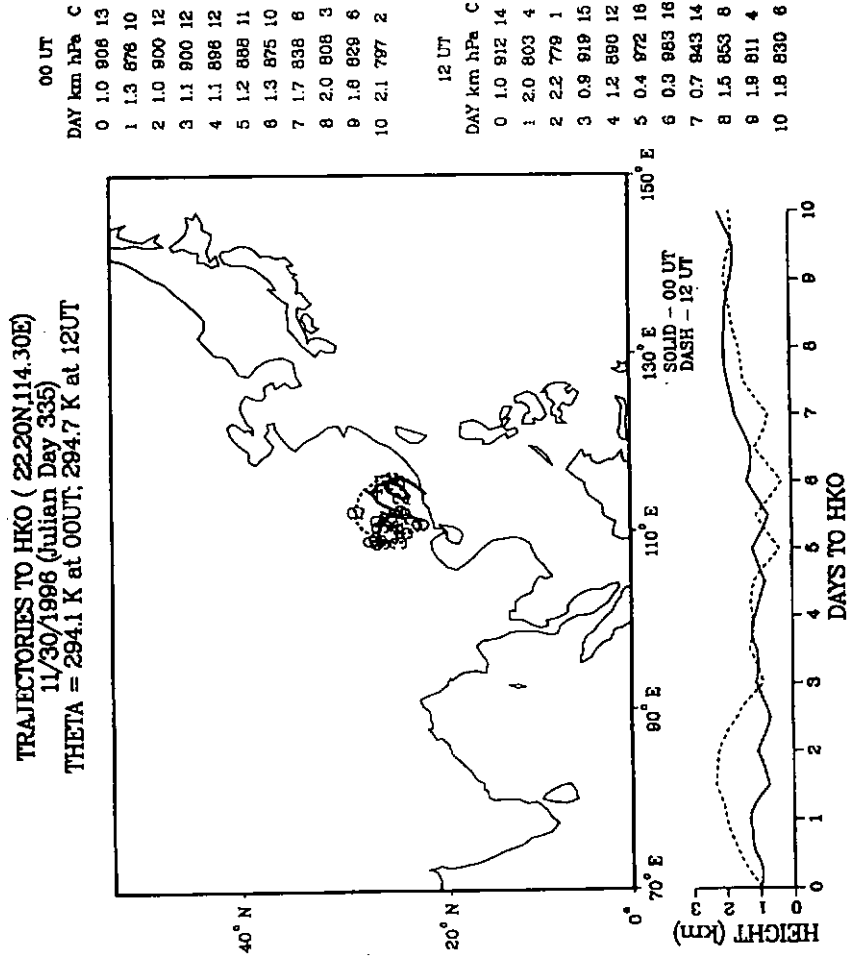 TRAJECTORIES TO HKO ( 22.20N,114.30E)
11/30/1996 (Julian Day 335)
THETA = 294.1 K at 00UT; 294.7 K at 12UT
40° N
20° N
0°
70° E
90° E
110° E
130° E
150° E
SOLID - 00 UT
DASH - 12 UT
HEIGHT (km)
3
2
1
0
0 1 2 3 4 5 6 7 8 9 10
DAYS TO HKO
00 UT
DAY km hPa C
0 1.0 908 13
1 1.3 876 10
2 1.0 900 12
3 1.1 900 12
4 1.1 896 12
5 1.2 888 11
6 1.3 875 10
7 1.7 838 6
8 2.0 808 3
9 1.8 829 6
10 2.1 797 2
12 UT
DAY km hPa C
0 1.0 912 14
1 2.0 803 4
2 2.2 779 1
3 0.9 919 15
4 1.2 890 12
5 0.4 972 16
6 0.3 983 16
7 0.7 943 14
8 1.5 853 8
9 1.9 811 4
10 1.8 830 6